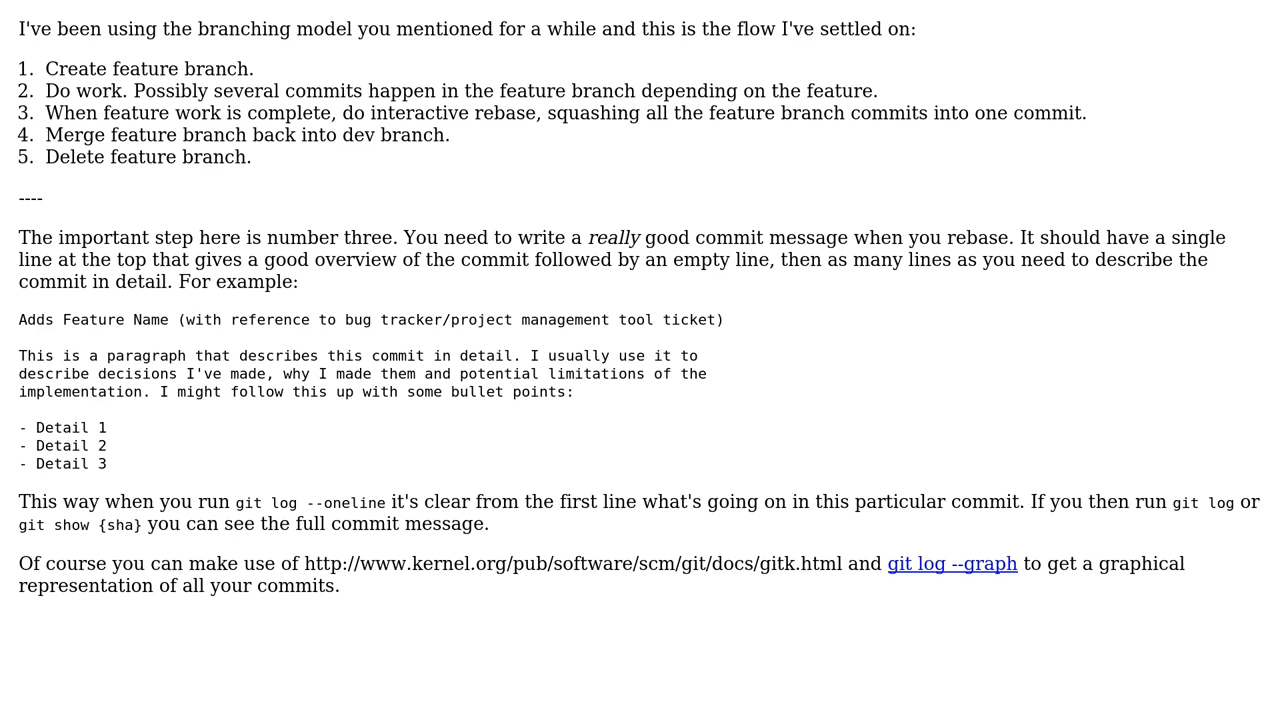 I've been using the branching model you mentioned for a while and this is the flow I've settled on:
1. Create feature branch.
2. Do work. Possibly several commits happen in the feature branch depending on the feature.
3. When feature work is complete, do interactive rebase, squashing all the feature branch commits into one commit.
4. Merge feature branch back into dev branch.
5. Delete feature branch.
----
The important step here is number three. You need to write a really good commit message when you rebase. It should have a single
line at the top that gives a good overview of the commit followed by an empty line, then as many lines as you need to describe the
commit in detail. For example:
Adds Feature Name (with reference to bug tracker/project management tool ticket)
This is a paragraph that describes this commit in detail. I usually use it to
describe decisions I've made, why I made them and potential limitations of the
implementation. I might follow this up with some bullet points:
- Detail 1
- Detail 2
- Detail 3
This way when you run git log --oneline it's clear from the first line what's going on in this particular commit. If you then run git log or
git show {sha} you can see the full commit message.
Of course you can make use of http://www.kernel.org/pub/software/scm/git/docs/gitk.html and git log --graph to get a graphical
representation of all your commits.